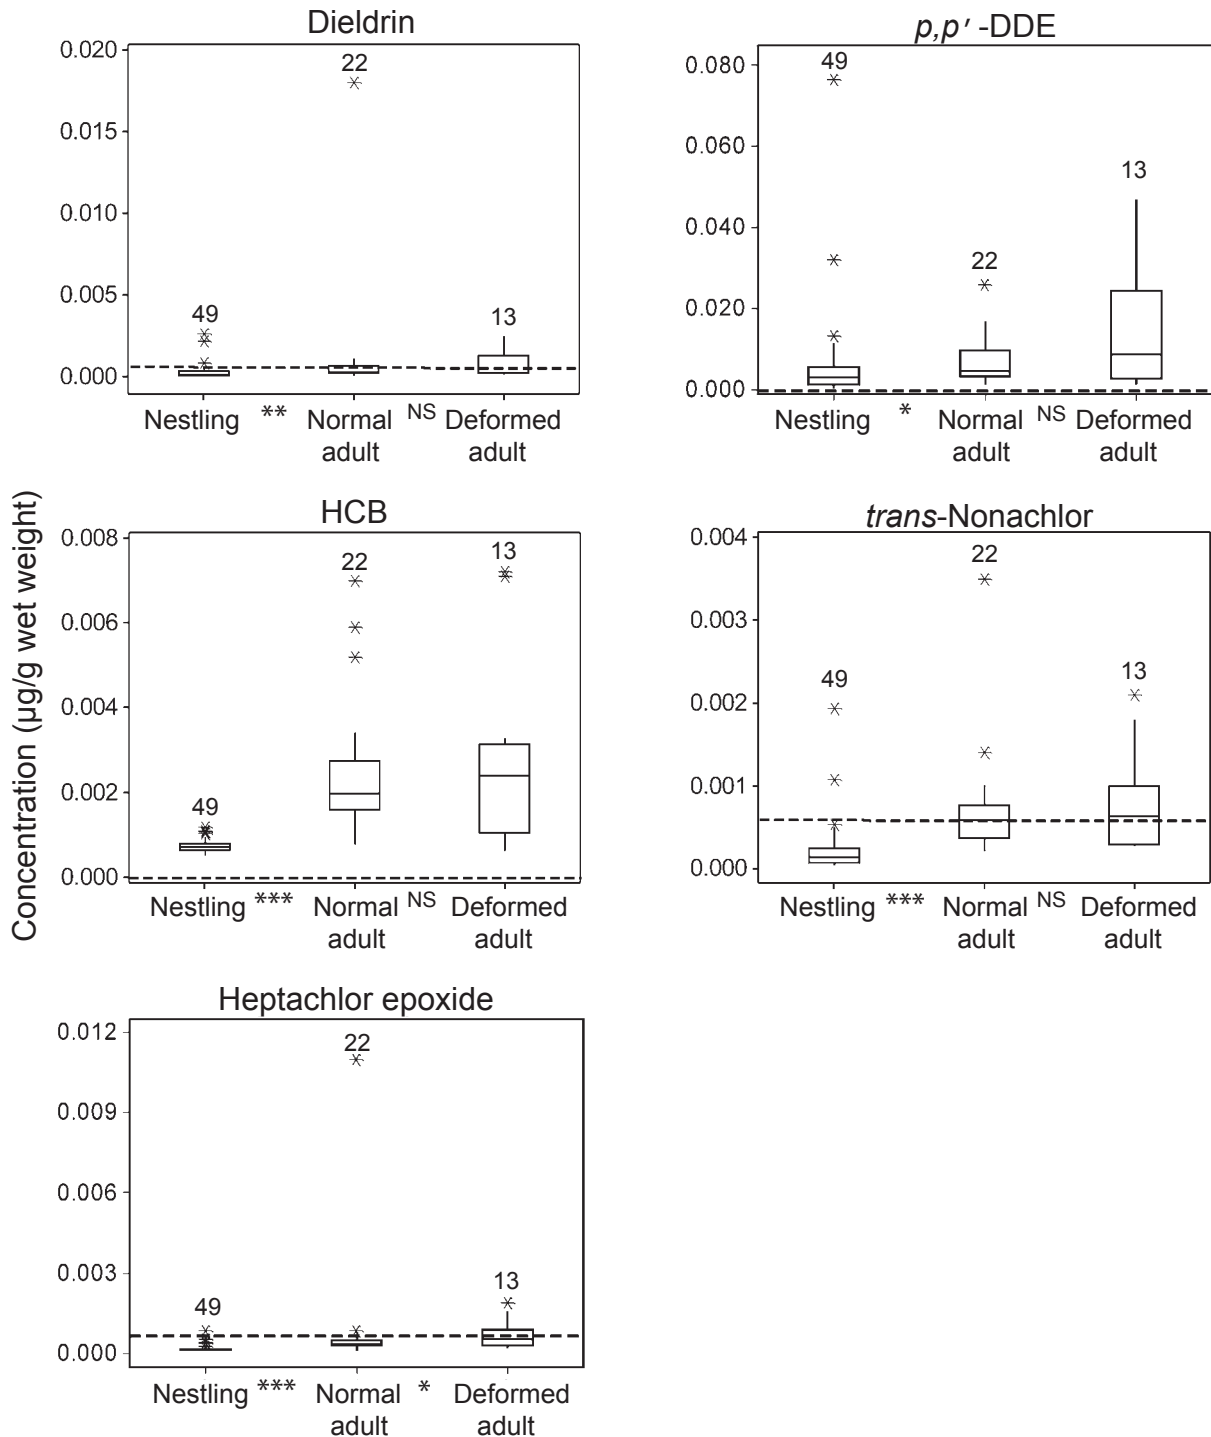 Dieldrin
0.020
0.015
0.010
0.005
0.000
22
49
13
Nestling ** Normal NS Deformed
adult adult
p,p′ -DDE
0.080
0.060
0.040
0.020
0.000
49
22
13
Nestling * Normal NS Deformed
adult adult
Concentration (µg/g wet weight)
HCB
0.008
0.006
0.004
0.002
0.000
49
22
13
Nestling *** Normal NS Deformed
adult adult
trans-Nonachlor
0.004
0.003
0.002
0.001
0.000
49
22
13
Nestling *** Normal NS Deformed
adult adult
Heptachlor epoxide
0.012
0.009
0.006
0.003
0.000
49
22
13
Nestling *** Normal * Deformed
adult adult